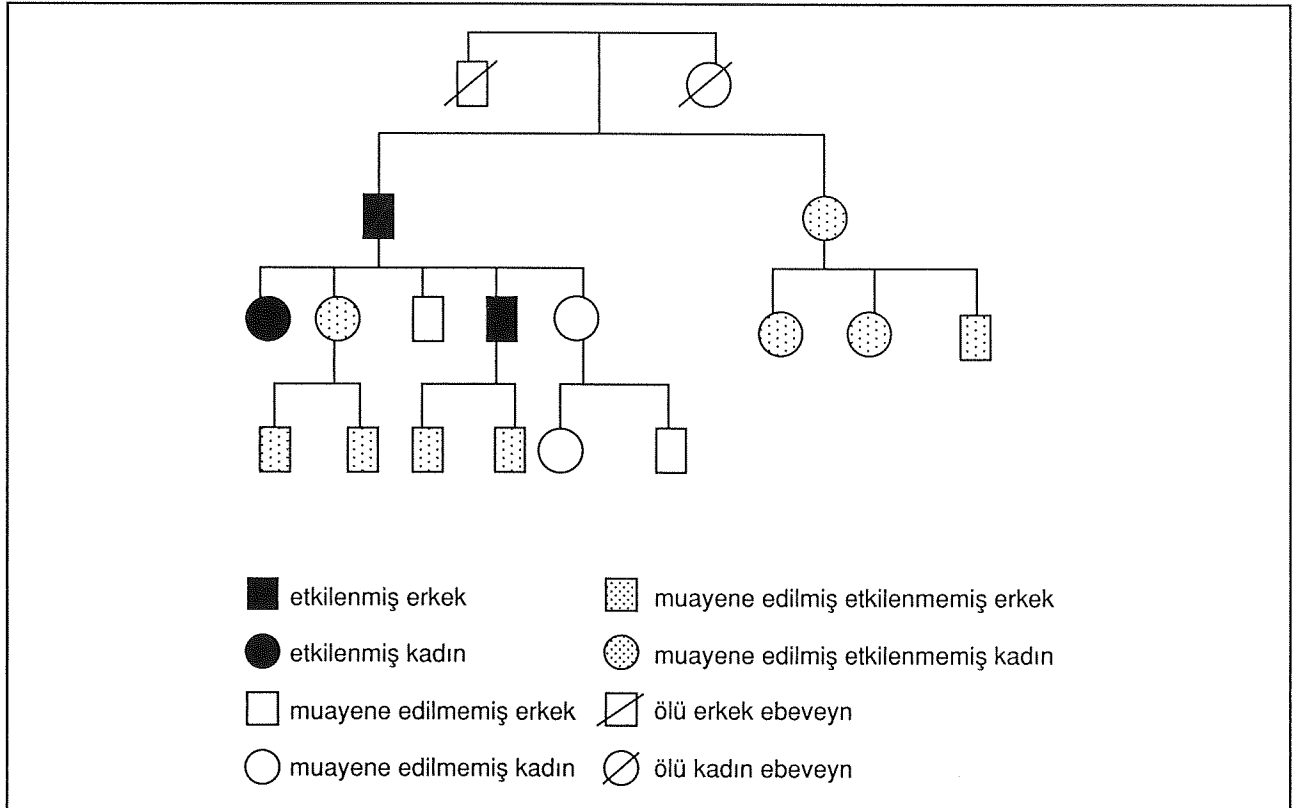 etkilenmiş erkek
muayene edilmiş etkilenmemiş erkek
etkilenmiş kadın
muayene edilmiş etkilenmemiş kadın
muayene edilmemiş erkek
ölü erkek ebeveyn
muayene edilmemiş kadın
ölü kadın ebeveyn